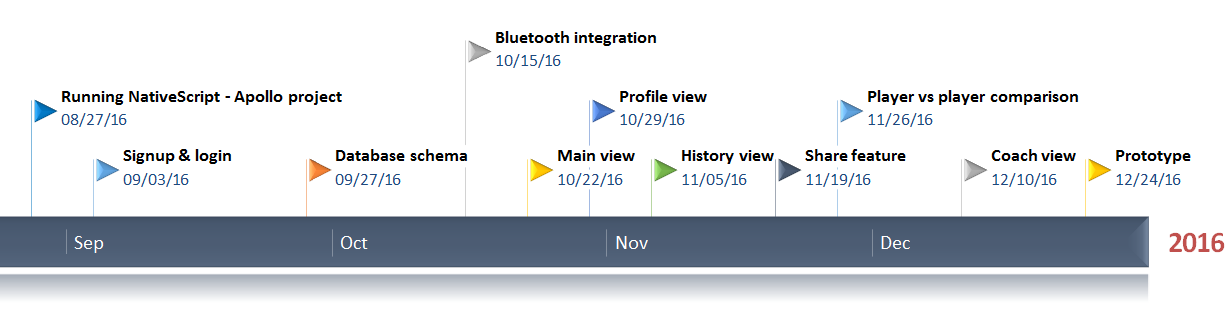 Bluetooth integration
10/15/16
Running NativeScript - Apollo project
08/27/16
Profile view
10/29/16
Player vs player comparison
11/26/16
Signup & login
09/03/16
Database schema
09/27/16
Main view
10/22/16
History view
11/05/16
Share feature
11/19/16
Coach view
12/10/16
Prototype
12/24/16
Sep
Oct
Nov
Dec
2016